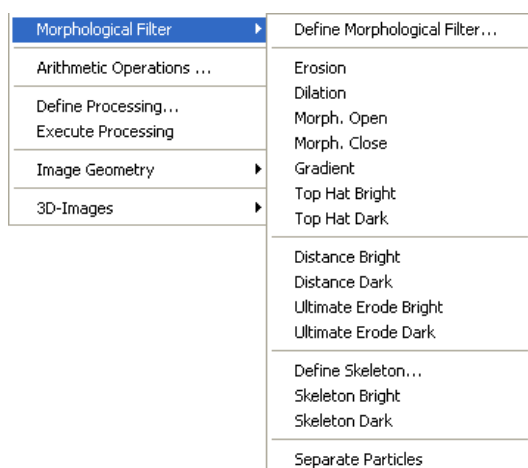 Morphological Filter
Arithmetic Operations ...
Define Processing...
Execute Processing
Image Geometry
3D-Images
Define Morphological Filter...
Erosion
Dilation
Morph. Open
Morph. Close
Gradient
Top Hat Bright
Top Hat Dark
Distance Bright
Distance Dark
Ultimate Erode Bright
Ultimate Erode Dark
Define Skeleton...
Skeleton Bright
Skeleton Dark
Separate Particles